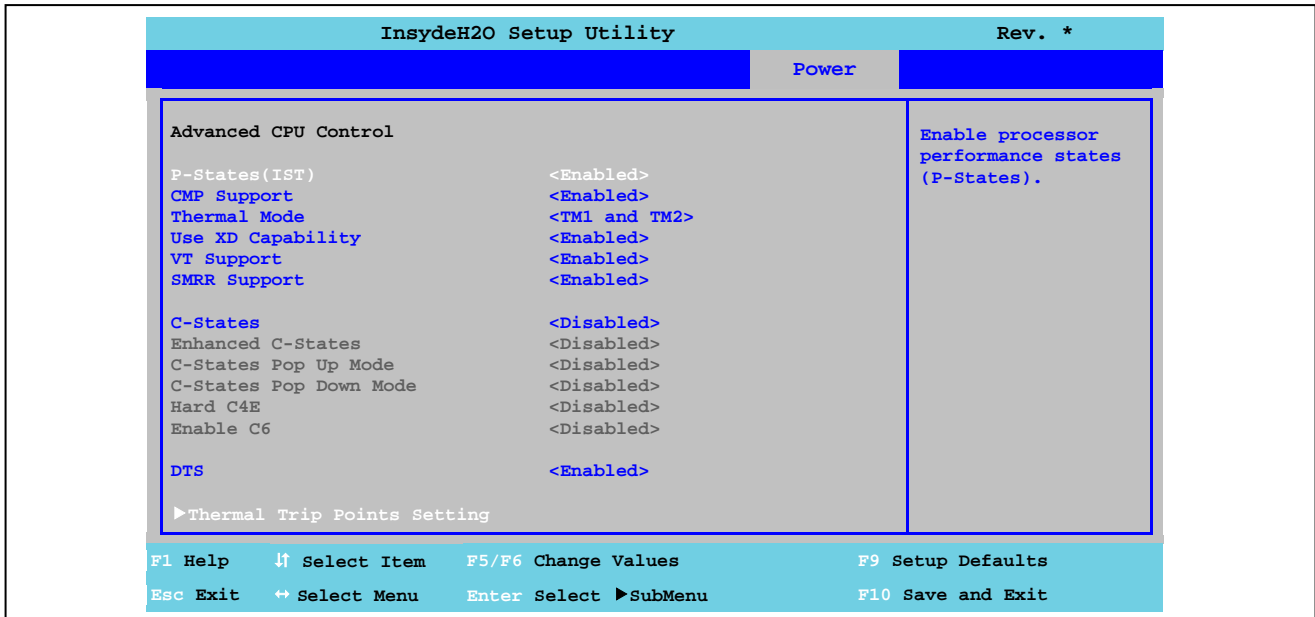 InsydeH2O Setup Utility Rev. *
Power
Advanced CPU Control
P-States(IST) <Enabled>
CMP Support <Enabled>
Thermal Mode <TM1 and TM2>
Use XD Capability <Enabled>
VT Support <Enabled>
SMRR Support <Enabled>
C-States <Disabled>
Enhanced C-States <Disabled>
C-States Pop Up Mode <Disabled>
C-States Pop Down Mode <Disabled>
Hard C4E <Disabled>
Enable C6 <Disabled>
DTS <Enabled>
▶Thermal Trip Points Setting
Enable processor
performance states
(P-States).
F1 Help ↓↑ Select Item F5/F6 Change Values F9 Setup Defaults
Esc Exit ↔ Select Menu Enter Select ▶SubMenu F10 Save and Exit